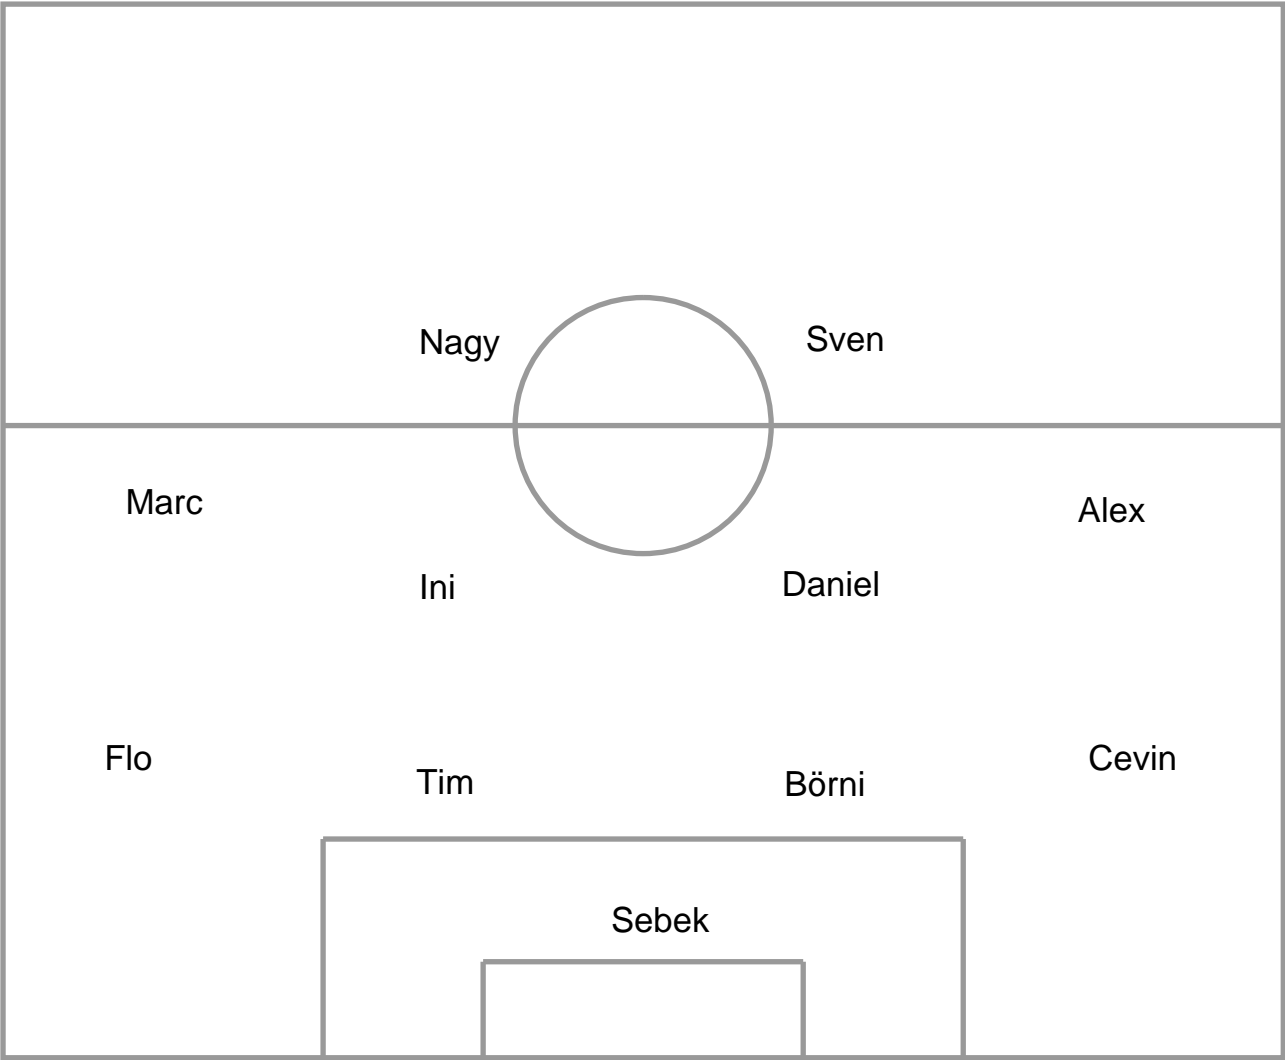 Nagy Sven
Marc Alex
Ini Daniel
Flo Cevin
Tim Börni
Sebek